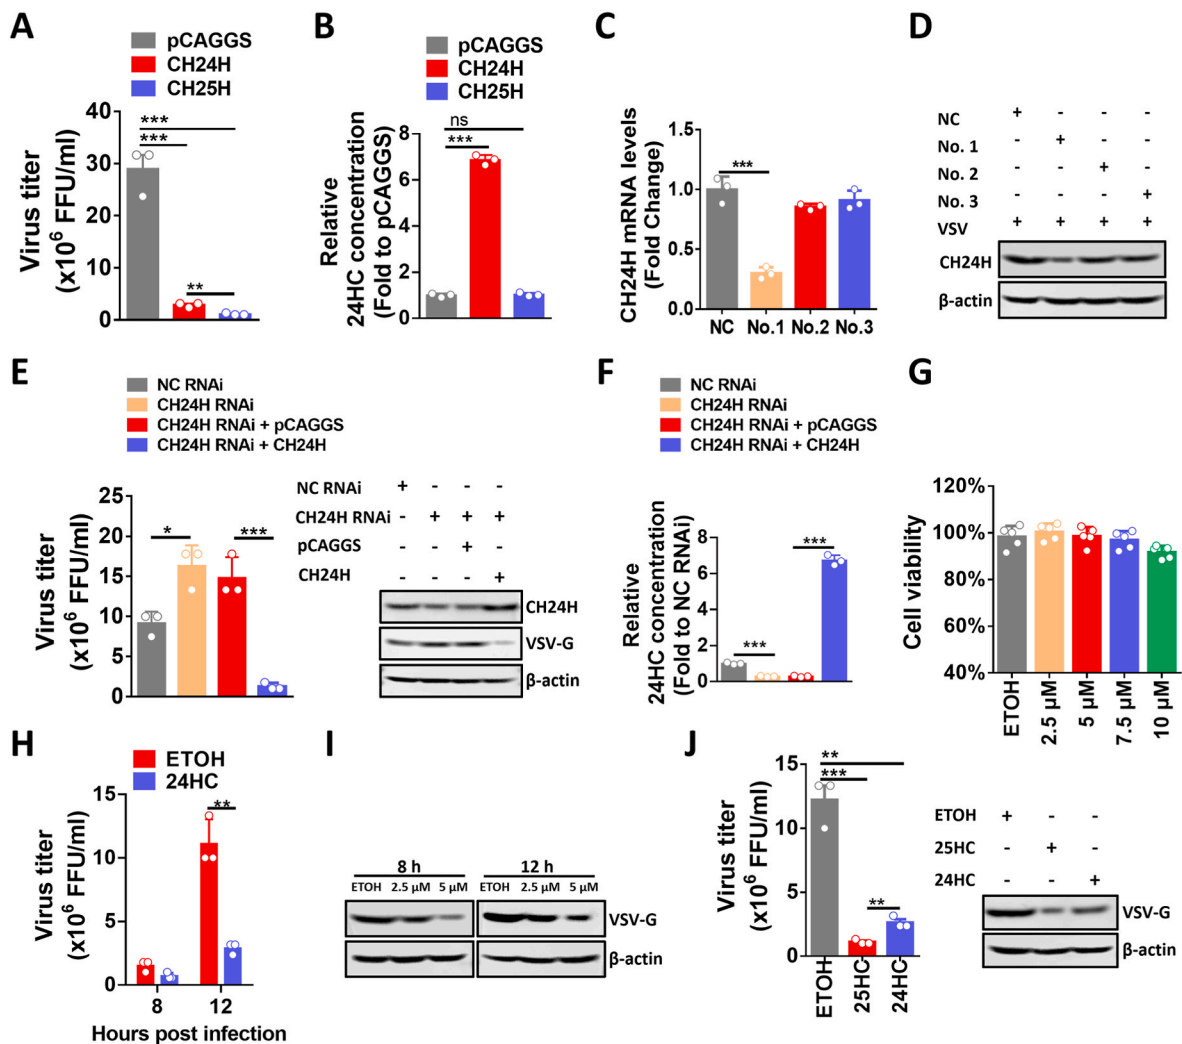 A
pCAGGS
CH24H
CH25H
Virus titer
(x10⁶ FFU/ml)
40
30
20
10
0
***
***
**
B
pCAGGS
CH24H
CH25H
Relative
24HC concentration
(Fold to pCAGGS)
8
6
4
2
0
ns
***
C
CH24H mRNA levels
(Fold Change)
1.5
1.0
0.5
0.0
***
NC No.1 No.2 No.3
D
NC + - - -
No. 1 - + - -
No. 2 - - + -
No. 3 - - - +
VSV + + + +
CH24H
β-actin
E
NC RNAi
CH24H RNAi
CH24H RNAi + pCAGGS
CH24H RNAi + CH24H
Virus titer
(x10⁶ FFU/ml)
25
20
15
10
5
0
* ***
NC RNAi + - - -
CH24H RNAi - + + +
pCAGGS - - + -
CH24H - - - +
CH24H
VSV-G
β-actin
F
NC RNAi
CH24H RNAi
CH24H RNAi + pCAGGS
CH24H RNAi + CH24H
Relative
24HC concentration
(Fold to NC RNAi)
8
6
4
2
0
*** ***
G
Cell viability
120%
100%
80%
60%
40%
ETOH 2.5 μM 5 μM 7.5 μM 10 μM
H
ETOH
24HC
Virus titer
(x10⁶ FFU/ml)
15
10
5
0
**
8 12
Hours post infection
I
8 h 12 h
ETOH 2.5 μM 5 μM ETOH 2.5 μM 5 μM
VSV-G
β-actin
J
Virus titer
(x10⁶ FFU/ml)
15
10
5
0
**
***
**
ETOH 25HC 24HC
ETOH + - -
25HC - + -
24HC - - +
VSV-G
β-actin